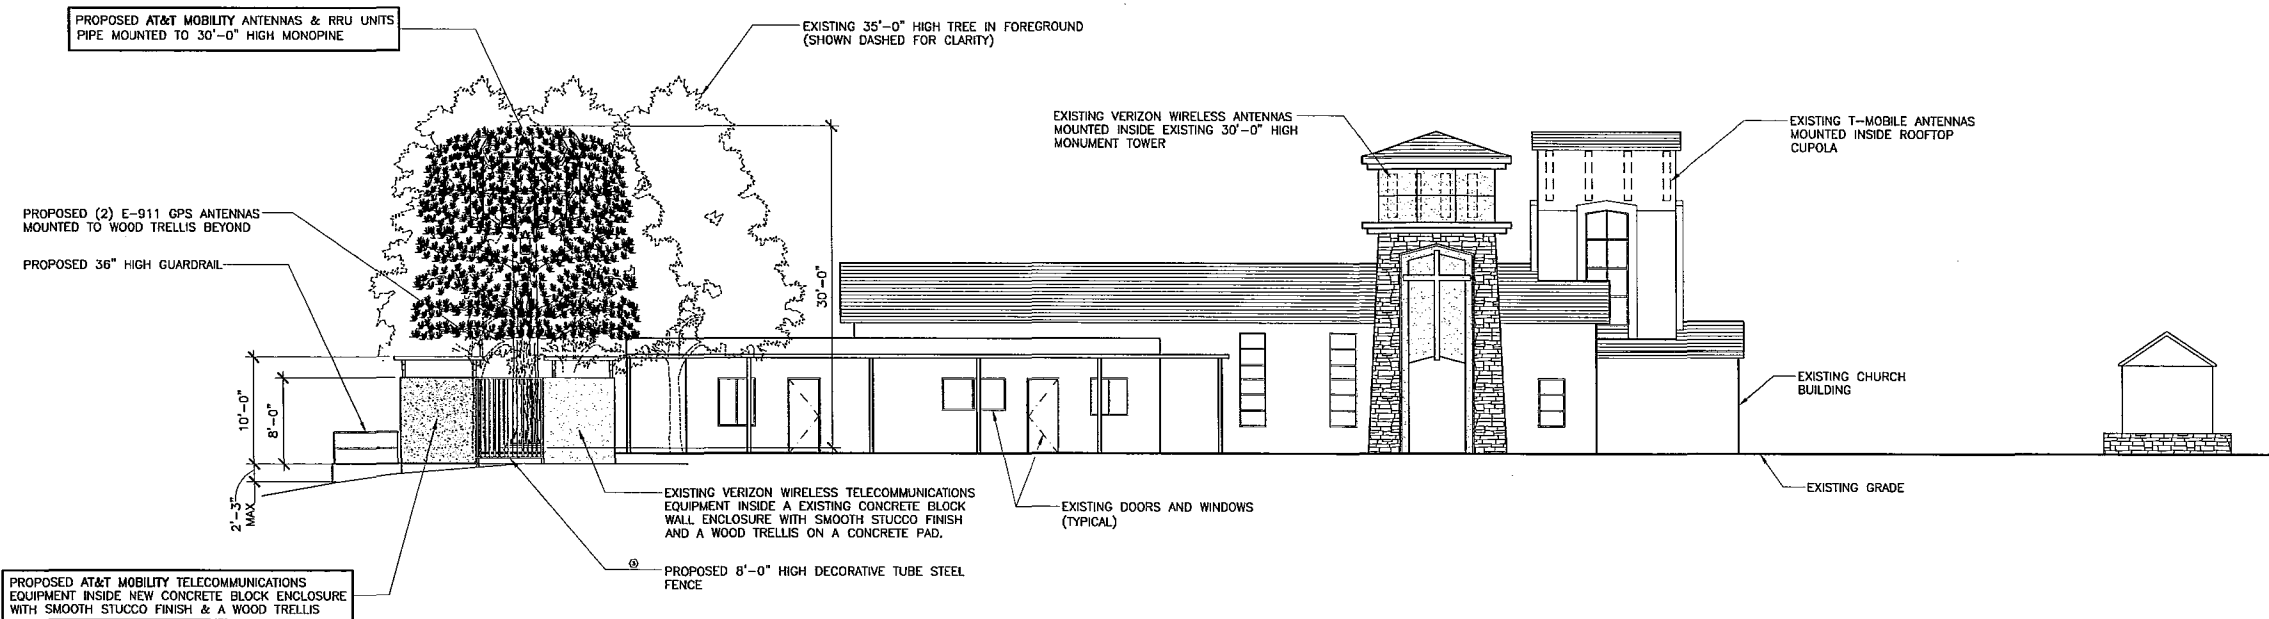 PROPOSED AT&T MOBILITY ANTENNAS & RRU UNITS
PIPE MOUNTED TO 30'-0" HIGH MONOPINE
EXISTING 35'-0" HIGH TREE IN FOREGROUND
(SHOWN DASHED FOR CLARITY)
EXISTING VERIZON WIRELESS ANTENNAS
MOUNTED INSIDE EXISTING 30'-0" HIGH
MONUMENT TOWER
EXISTING T-MOBILE ANTENNAS
MOUNTED INSIDE ROOFTOP
CUPOLA
PROPOSED (2) E-911 GPS ANTENNAS
MOUNTED TO WOOD TRELLIS BEYOND
PROPOSED 36" HIGH GUARDRAIL
30'-0"
10'-0"
8'-0"
2'-3"
MAX
EXISTING CHURCH
BUILDING
EXISTING GRADE
EXISTING VERIZON WIRELESS TELECOMMUNICATIONS
EQUIPMENT INSIDE A EXISTING CONCRETE BLOCK
WALL ENCLOSURE WITH SMOOTH STUCCO FINISH
AND A WOOD TRELLIS ON A CONCRETE PAD.
EXISTING DOORS AND WINDOWS
(TYPICAL)
PROPOSED 8'-0" HIGH DECORATIVE TUBE STEEL
FENCE
PROPOSED AT&T MOBILITY TELECOMMUNICATIONS
EQUIPMENT INSIDE NEW CONCRETE BLOCK ENCLOSURE
WITH SMOOTH STUCCO FINISH & A WOOD TRELLIS